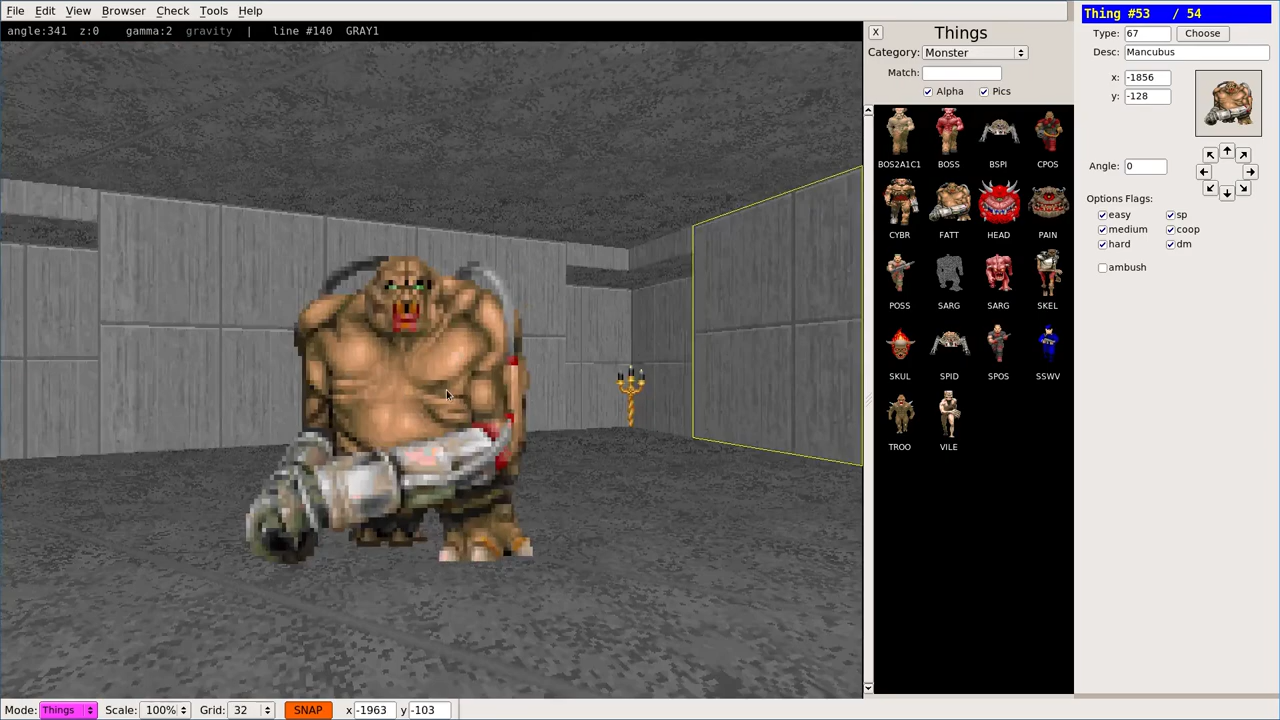 File Edit View Browser Check Tools Help
angle:341 z:0 gamma:2 gravity | line #140 GRAY1
X Things
Category: Monster
Match:
Alpha Pics
BOS2A1C1 BOSS BSPI CPOS
CYBR FATT HEAD PAIN
POSS SARG SARG SKEL
SKUL SPID SPOS SSWV
TROO VILE
Thing #53 / 54
Type: 67 Choose
Desc: Mancubus
x: -1856
y: -128
Angle: 0
Options Flags:
easy sp
medium coop
hard dm
ambush
Mode: Things Scale: 100% Grid: 32 SNAP x -1963 y -103